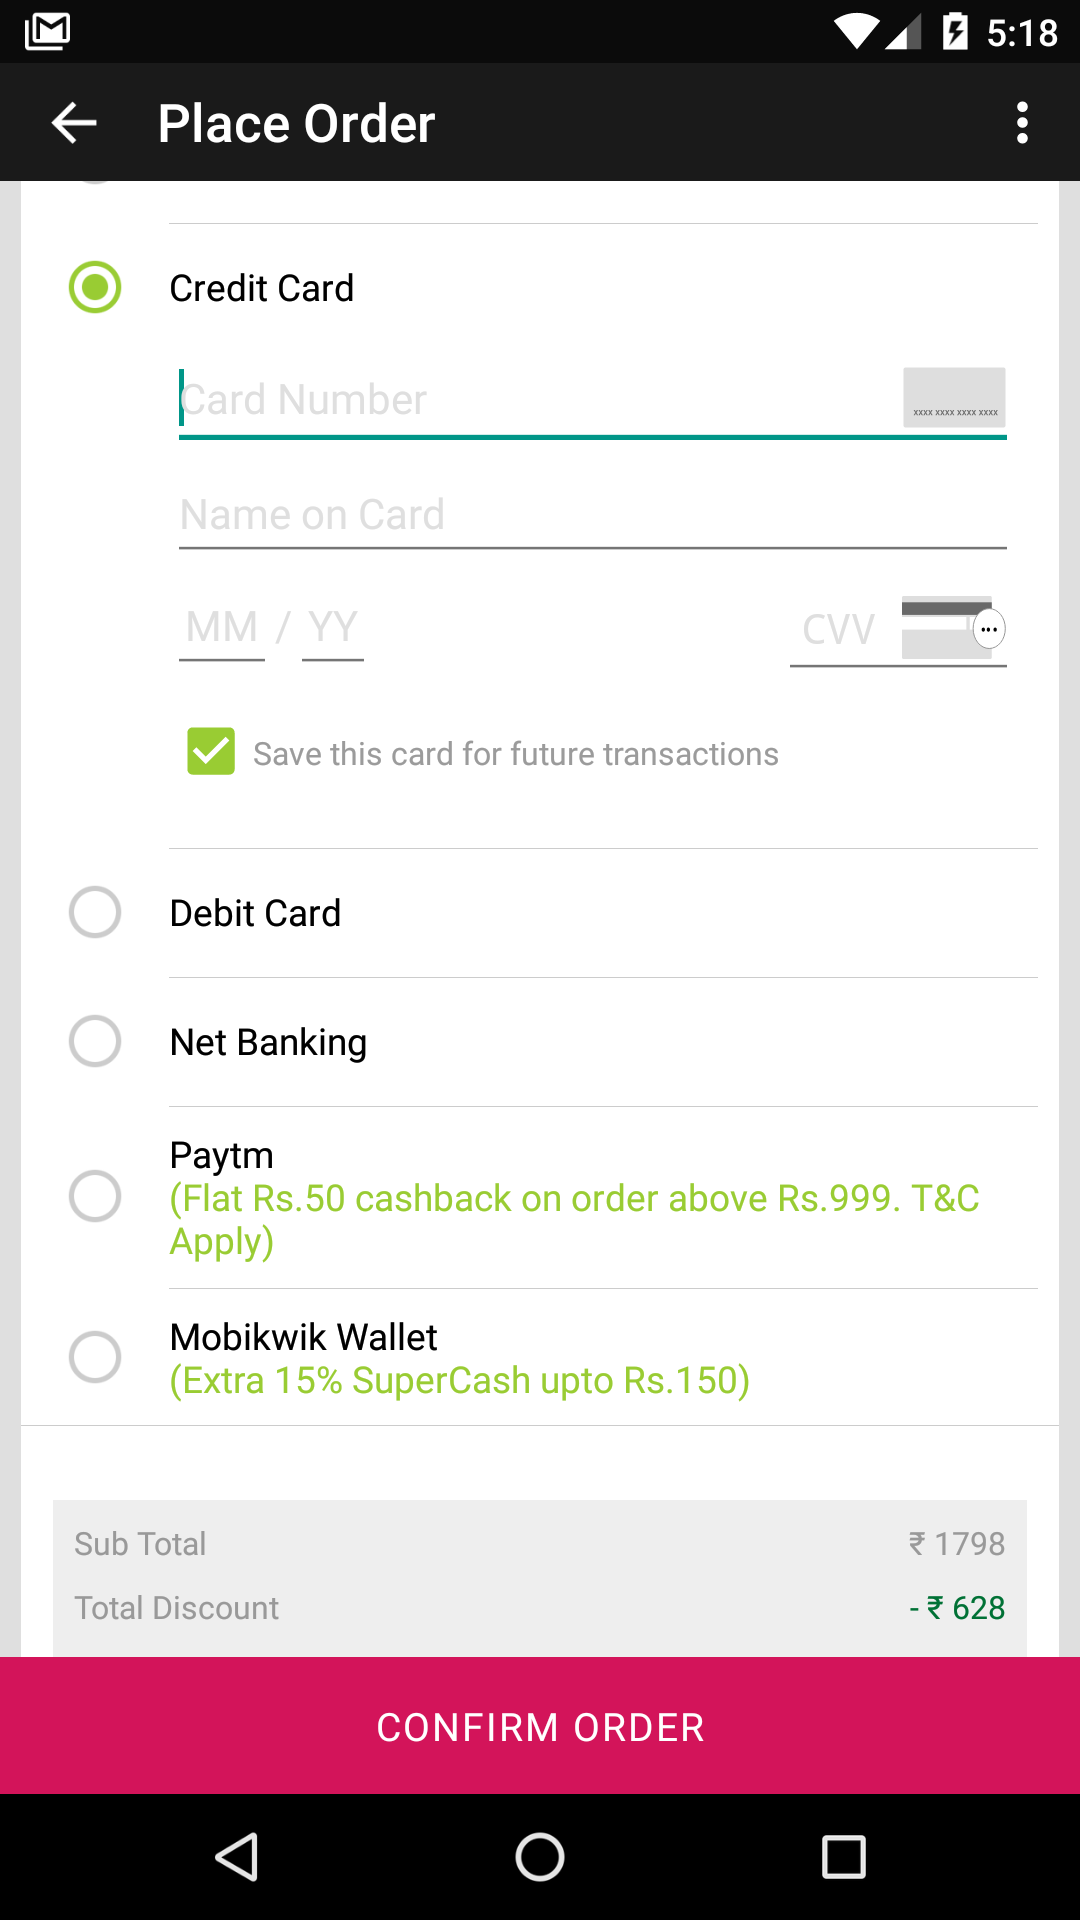 5:18
Place Order
Credit Card
Card Number
xxxx xxxx xxxx xxxx
Name on Card
MM / YY CVV
Save this card for future transactions
Debit Card
Net Banking
Paytm
(Flat Rs.50 cashback on order above Rs.999. T&C
Apply)
Mobikwik Wallet
(Extra 15% SuperCash upto Rs.150)
Sub Total ₹ 1798
Total Discount - ₹ 628
CONFIRM ORDER